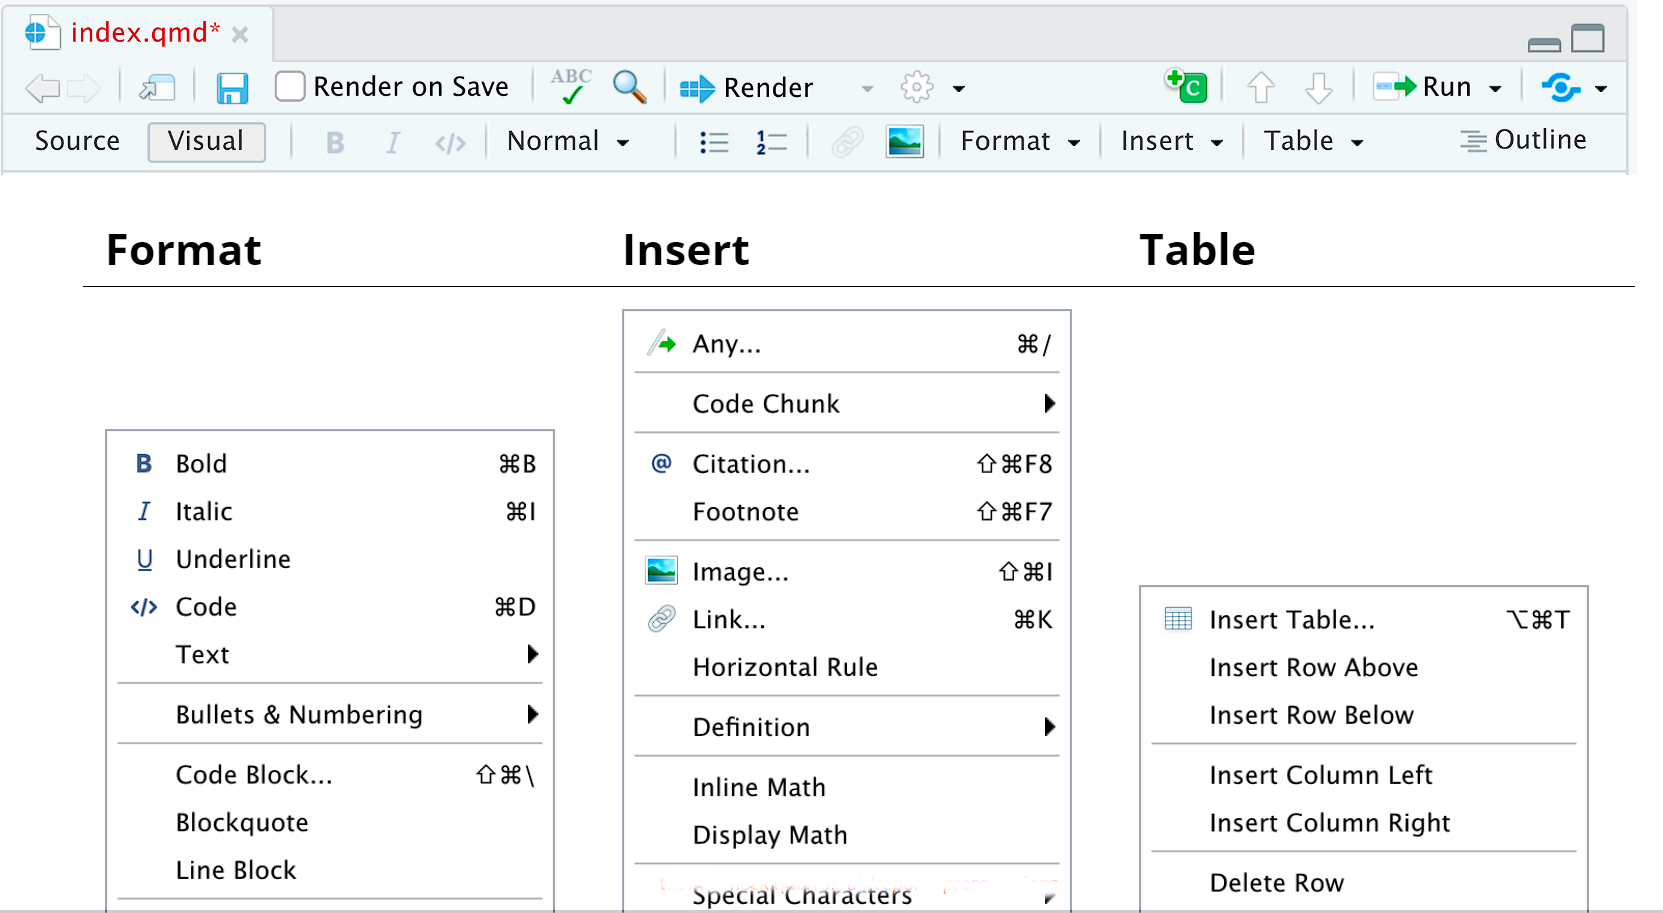 index.qmd*
Render on Save ABC Render Run
Source Visual B I </> Normal Format Insert Table Outline
Format
Insert
Table
Bold ⌘B
Italic ⌘I
Underline
Code ⌘D
Text
Bullets & Numbering
Code Block... ⇧⌘\
Blockquote
Line Block
Any... ⌘/
Code Chunk
Citation... ⇧⌘F8
Footnote ⇧⌘F7
Image... ⇧⌘I
Link... ⌘K
Horizontal Rule
Definition
Inline Math
Display Math
Special Characters
Insert Table... ⌥⌘T
Insert Row Above
Insert Row Below
Insert Column Left
Insert Column Right
Delete Row